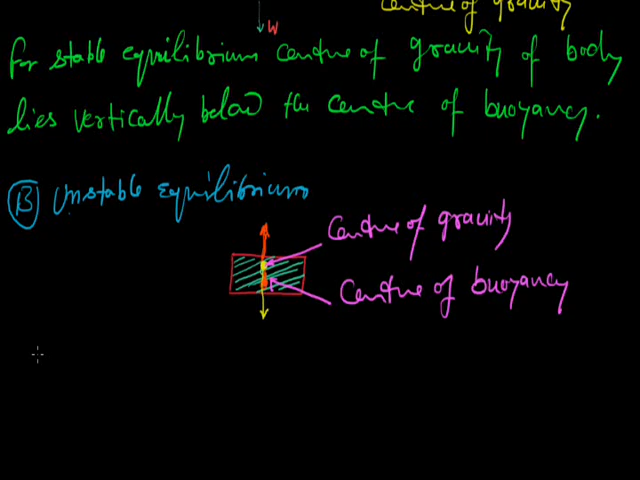 Centre of gravity
W
For stable equilibrium Centre of gravity of body
lies vertically below the Centre of buoyancy.
B Unstable equilibrium
Centre of gravity
Centre of buoyancy